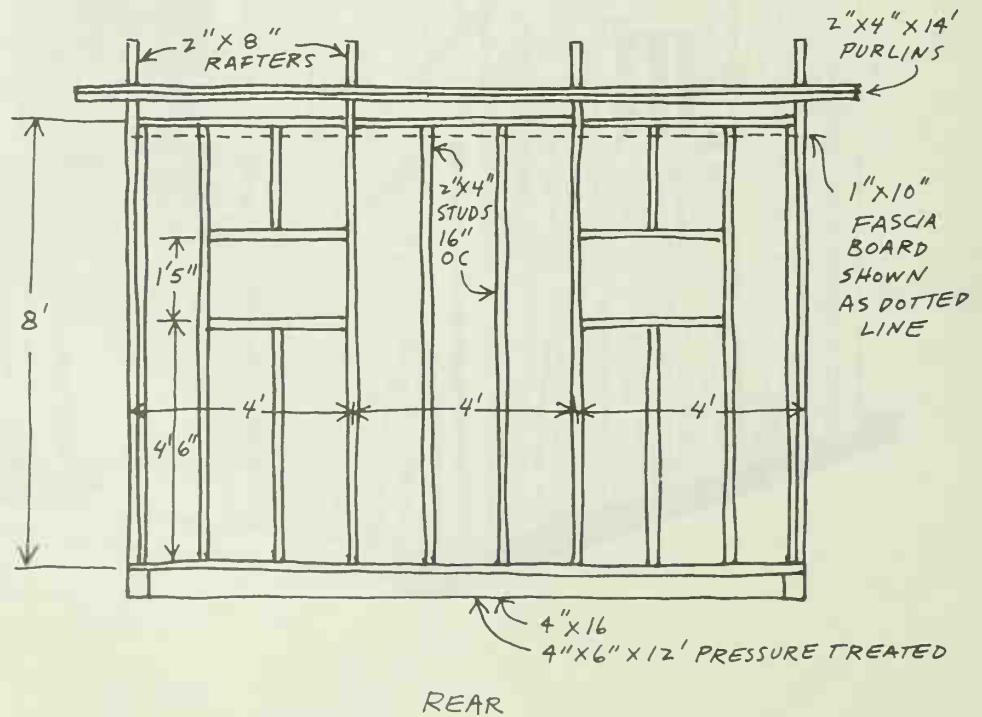 2"X8"
RAFTERS
2"X4"X14'
PURLINS
8'
2"X4"
STUDS
16"
OC
1"X10"
FASCIA
BOARD
SHOWN
AS DOTTED
LINE
1'5"
4'
4'
4'
4'6"
4"X16
4"X6"X12' PRESSURE TREATED
REAR